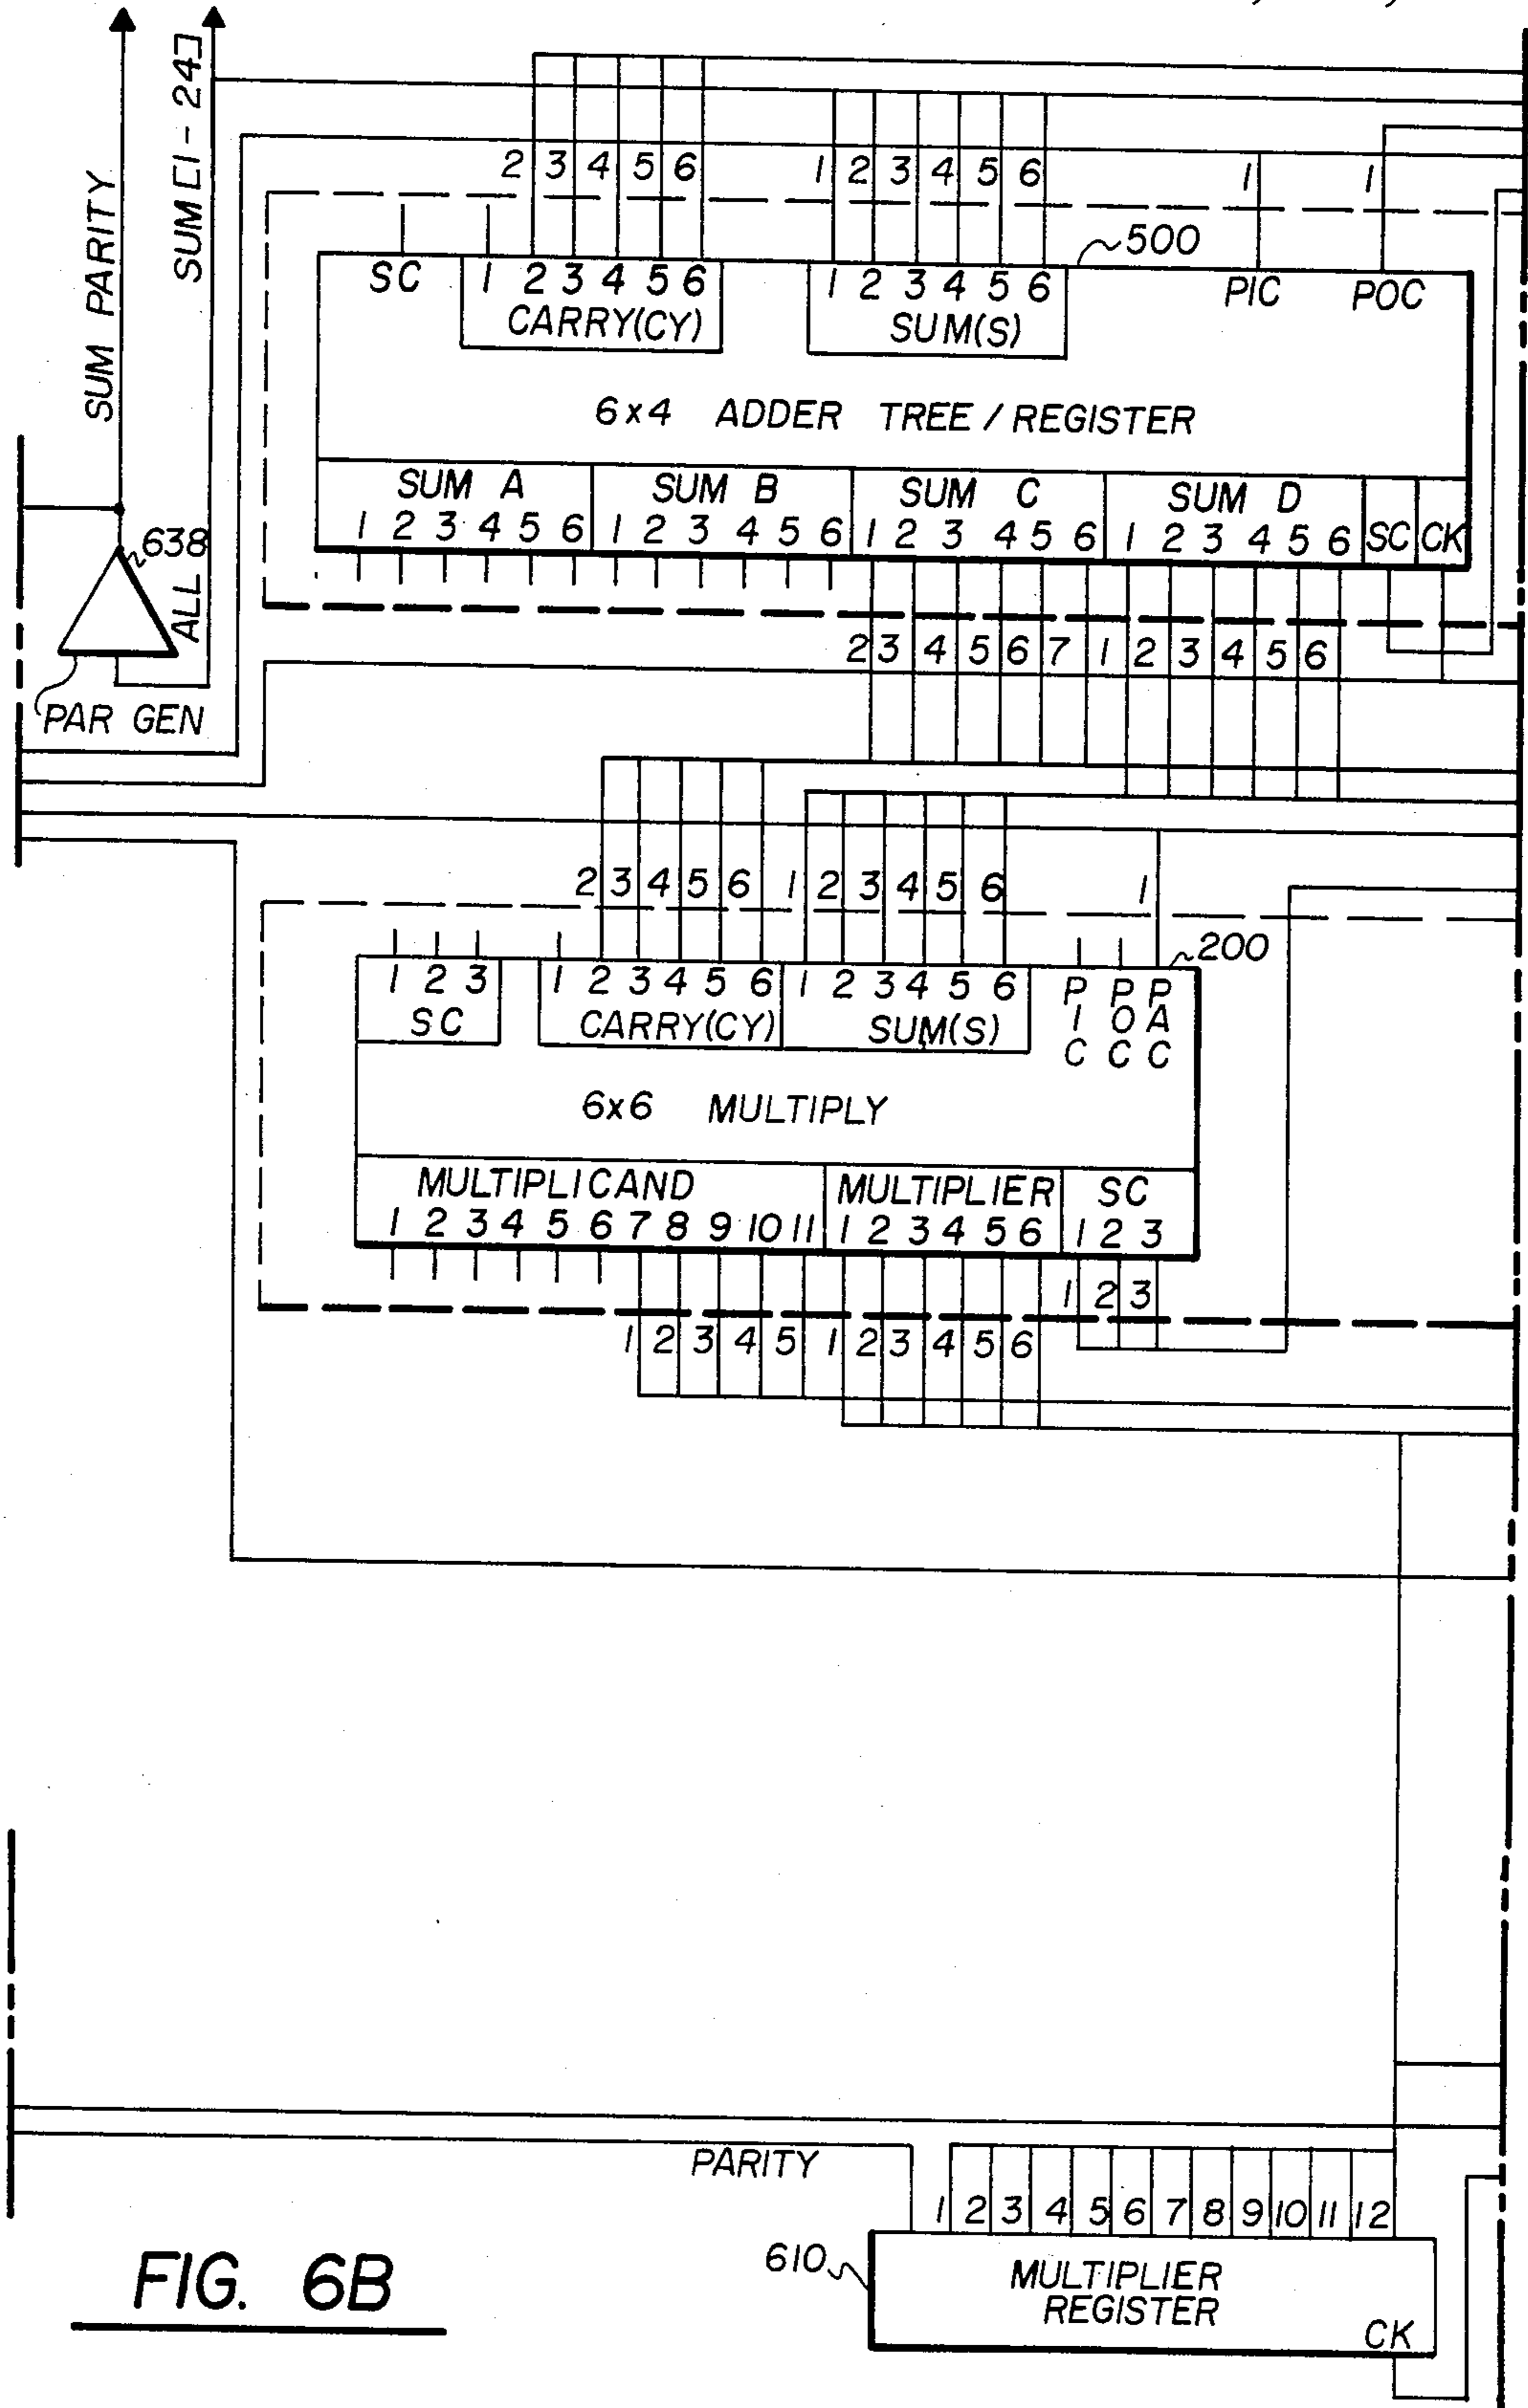 SUM PARITY
SUM [1 - 24]
2 3 4 5 6 1 2 3 4 5 6 1 1
500
SC 1 2 3 4 5 6 1 2 3 4 5 6 PIC POC
CARRY(CY) SUM(S)
6x4 ADDER TREE / REGISTER
SUM A SUM B SUM C SUM D
1 2 3 4 5 6 1 2 3 4 5 6 1 2 3 4 5 6 1 2 3 4 5 6 SC CK
638
ALL
PAR GEN
2 3 4 5 6 7 1 2 3 4 5 6
2 3 4 5 6 1 2 3 4 5 6 1
200
1 2 3 1 2 3 4 5 6 1 2 3 4 5 6 PIC POC PAC
SC CARRY(CY) SUM(S)
6x6 MULTIPLY
MULTIPLICAND MULTIPLIER SC
1 2 3 4 5 6 7 8 9 10 11 1 2 3 4 5 6 1 2 3
1 2 3
1 2 3 4 5 1 2 3 4 5 6
PARITY
1 2 3 4 5 6 7 8 9 10 11 12
610
MULTIPLIER
REGISTER
CK
FIG. 6B